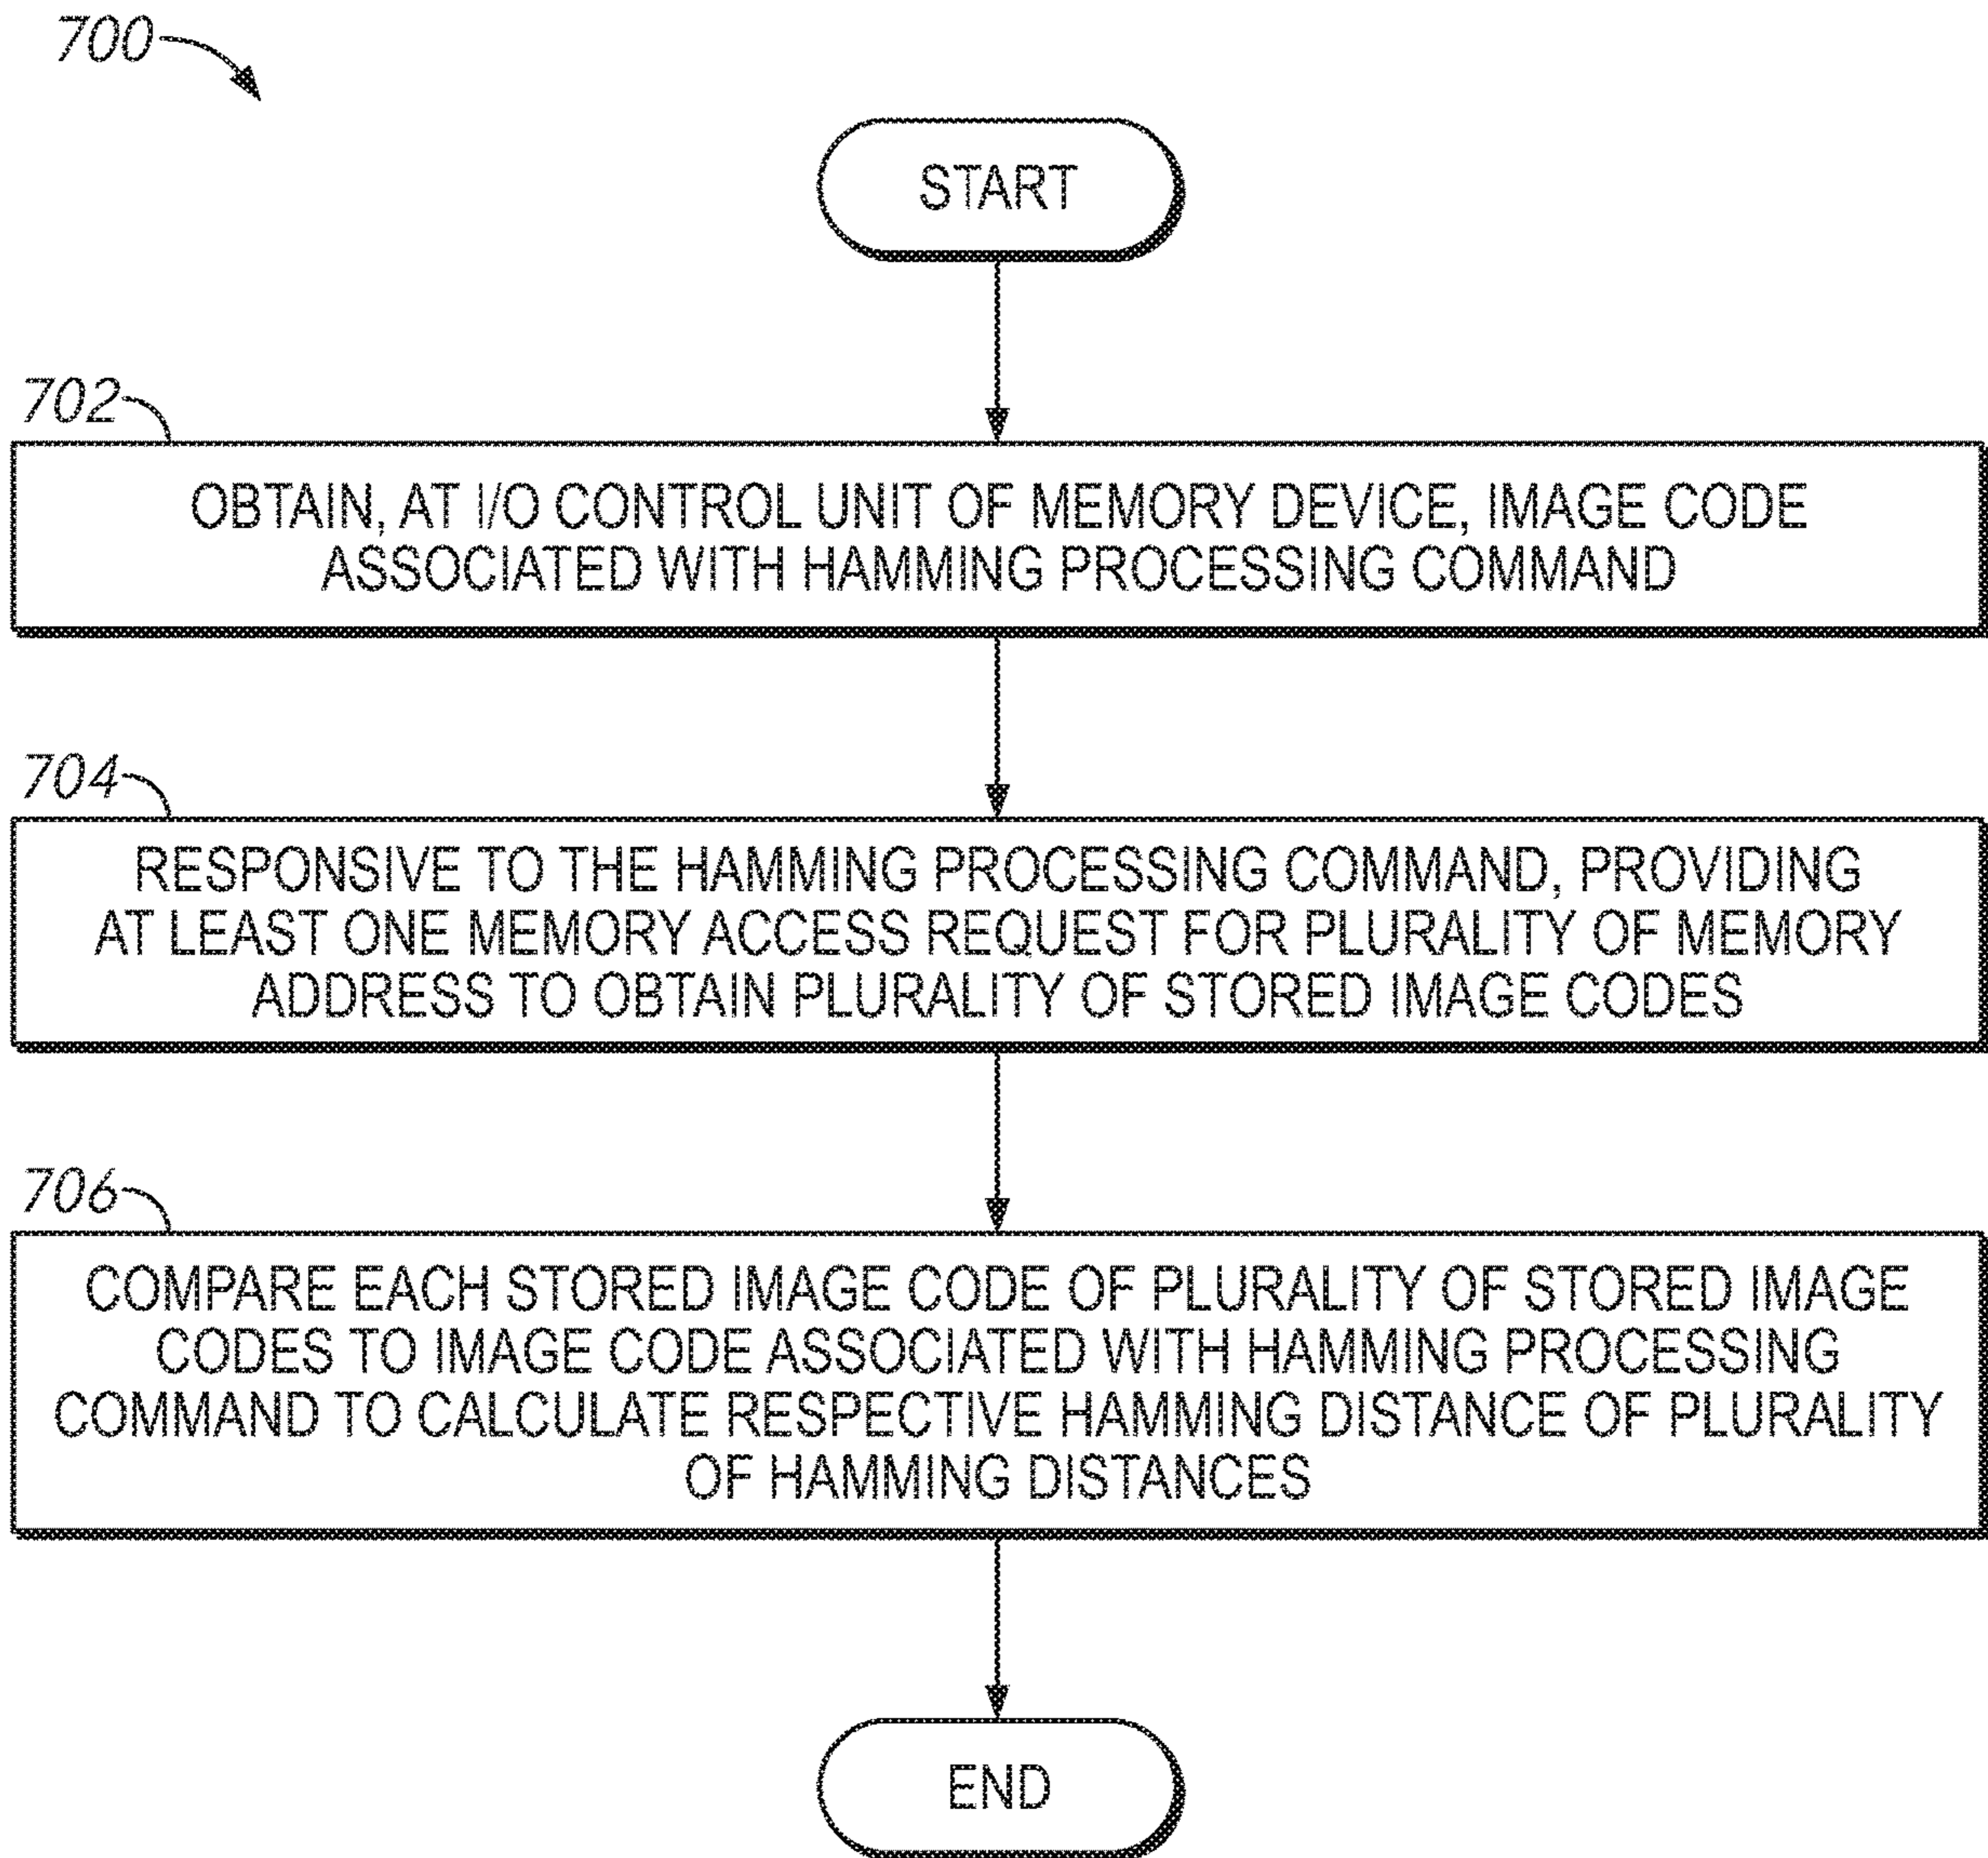 700
START
702
OBTAIN, AT I/O CONTROL UNIT OF MEMORY DEVICE, IMAGE CODE
ASSOCIATED WITH HAMMING PROCESSING COMMAND
704
RESPONSIVE TO THE HAMMING PROCESSING COMMAND, PROVIDING
AT LEAST ONE MEMORY ACCESS REQUEST FOR PLURALITY OF MEMORY
ADDRESS TO OBTAIN PLURALITY OF STORED IMAGE CODES
706
COMPARE EACH STORED IMAGE CODE OF PLURALITY OF STORED IMAGE
CODES TO IMAGE CODE ASSOCIATED WITH HAMMING PROCESSING
COMMAND TO CALCULATE RESPECTIVE HAMMING DISTANCE OF PLURALITY
OF HAMMING DISTANCES
END